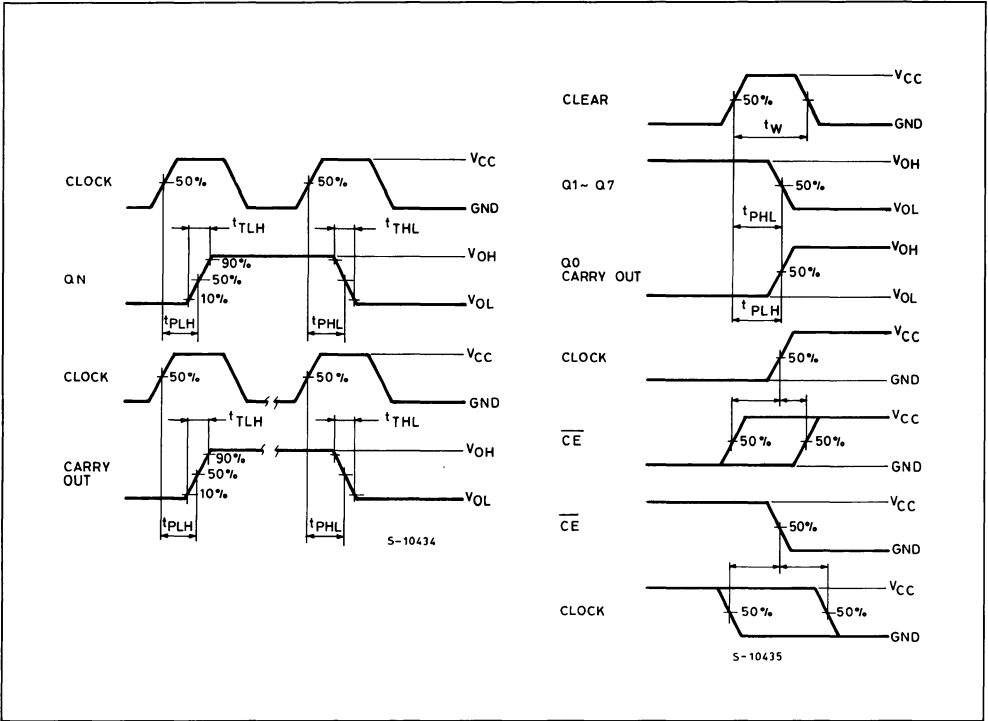 CLOCK
50%
50%
VCC
GND
tTLH
tTHL
QN
90%
50%
10%
VOH
VOL
tPLH
tPHL
CLOCK
50%
50%
VCC
GND
tTLH
tTHL
CARRY
OUT
90%
50%
10%
VOH
VOL
tPLH
tPHL
S-10434
CLEAR
50%
tW
VCC
GND
Q1~ Q7
50%
tPHL
VOH
VOL
Q0
CARRY OUT
50%
tPLH
VOH
VOL
CLOCK
50%
VCC
GND
C̅E̅
50%
50%
VCC
GND
C̅E̅
50%
VCC
GND
CLOCK
50%
50%
VCC
GND
S-10435